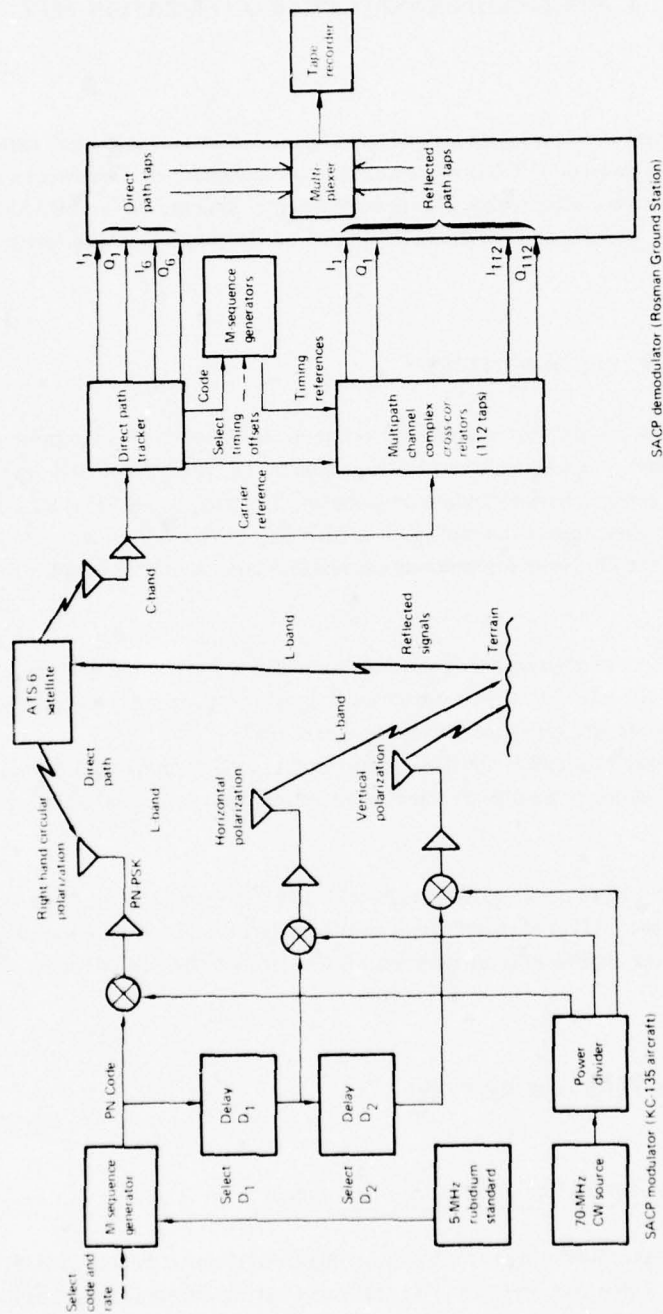 Select
code and
rate
M sequence
generator
PN Code
Right hand circular
polarization
PN PSK
Direct
path
L band
ATS 6
satellite
C band
Select
D1
Delay
D1
Select
D2
Delay
D2
Horizontal
polarization
Vertical
polarization
L-band
L band
Reflected
signals
Terrain
5 MHz
rubidium
standard
70-MHz
CW source
Power
divider
SACP modulator (KC 135 aircraft)
Direct path
tracker
Code
Select
timing
offsets
M-sequence
generators
Timing
references
Carrier
reference
Multipath
channel
complex
cross cor
relators
(112 taps)
I1
Q1
I6
Q6
Direct
path taps
Multi
plexer
Tape
recorder
Reflected
path taps
I1
Q1
I112
Q112
SACP demodulator (Rosman Ground Station)